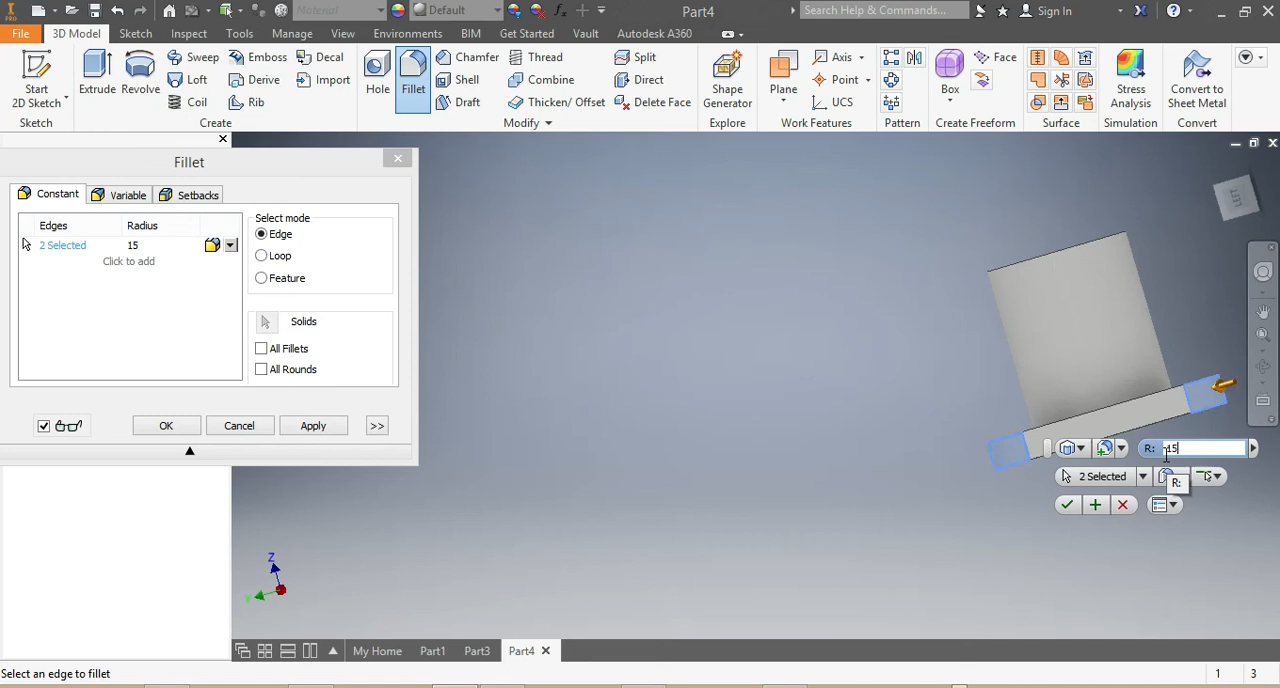 Material
Default
Part4
Search Help & Commands...
Sign In
PRO
File
3D Model
Sketch
Inspect
Tools
Manage
View
Environments
BIM
Get Started
Vault
Autodesk A360
Start
2D Sketch
Sketch
Extrude
Revolve
Sweep
Loft
Coil
Emboss
Derive
Rib
Decal
Import
Create
Hole
Fillet
Chamfer
Shell
Draft
Thread
Combine
Thicken/ Offset
Split
Direct
Delete Face
Modify
Shape
Generator
Explore
Plane
Axis
Point
UCS
Work Features
Pattern
Box
Face
Create Freeform
Surface
Stress
Analysis
Simulation
Convert to
Sheet Metal
Convert
Fillet
Constant
Variable
Setbacks
Edges
Radius
2 Selected
15
Click to add
Select mode
Edge
Loop
Feature
Solids
All Fillets
All Rounds
OK
Cancel
Apply
>>
LEFT
R: 15
2 Selected
R:
Z
Y
My Home
Part1
Part3
Part4
Select an edge to fillet
1
3